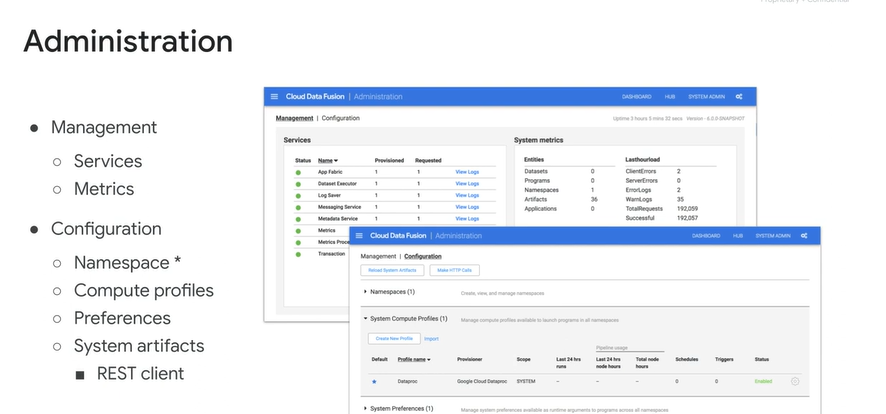 Proprietary + Confidential
Administration
● Management
○ Services
○ Metrics
● Configuration
○ Namespace *
○ Compute profiles
○ Preferences
○ System artifacts
■ REST client
Cloud Data Fusion | Administration DASHBOARD HUB SYSTEM ADMIN
Management | Configuration Uptime 3 hours 5 mins 32 secs Version - 6.0.0-SNAPSHOT
Services
Status Name Provisioned Requested
App Fabric 1 1 View Logs
Dataset Executor 1 1 View Logs
Log Saver 1 1 View Logs
Messaging Service 1 1 View Logs
Metadata Service 1 1 View Logs
Metrics
Metrics Proce
Transaction
System metrics
Entities
Datasets 0
Programs 0
Namespaces 1
Artifacts 36
Applications 0
Lasthourload
ClientErrors 2
ServerErrors 0
ErrorLogs 2
WarnLogs 35
TotalRequests 192,059
Successful 192,057
Cloud Data Fusion | Administration DASHBOARD HUB SYSTEM ADMIN
Management | Configuration
Reload System Artifacts Make HTTP Calls
Namespaces (1) Create, view, and manage namespaces
System Compute Profiles (1) Manage compute profiles available to launch programs in all namespaces
Create New Profile Import
Pipeline usage
Default Profile name Provisioner Scope Last 24 hrs runs Last 24 hrs node hours Total node hours Schedules Triggers Status
Dataproc Google Cloud Dataproc SYSTEM -- -- -- 0 0 Enabled
System Preferences (1) Manage system preferences available as runtime arguments to programs across all namespaces